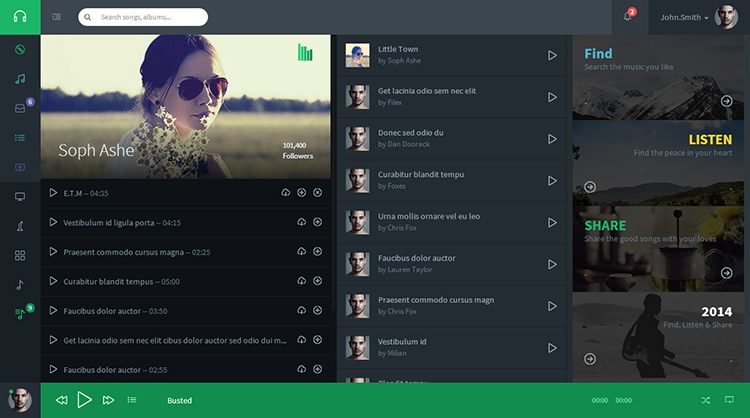 Search songs, albums...
2
John.Smith
6
9
Soph Ashe
101,400
Followers
E.T.M -- 04:35
Vestibulum id ligula porta -- 04:15
Praesent commodo cursus magna -- 02:25
Curabitur blandit tempus -- 05:00
Faucibus dolor auctor -- 03:50
Get lacinia odio sem nec elit cibus dolor auctor sed odio dui m...
Faucibus dolor auctor -- 02:55
Little Town
by Soph Ashe
Get lacinia odio sem nec elit
by Filex
Donec sed odio du
by Dan Doorack
Curabitur blandit tempu
by Foxes
Urna mollis ornare vel eu leo
by Chris Fox
Faucibus dolor auctor
by Lauren Taylor
Praesent commodo cursus magn
by Chris Fox
Vestibulum id
by Milian
Blandit tempu
Find
Search the music you like
LISTEN
Find the peace in your heart
SHARE
Share the good songs with your loves
2014
Find, Listen & Share
Busted
00:00
00:00